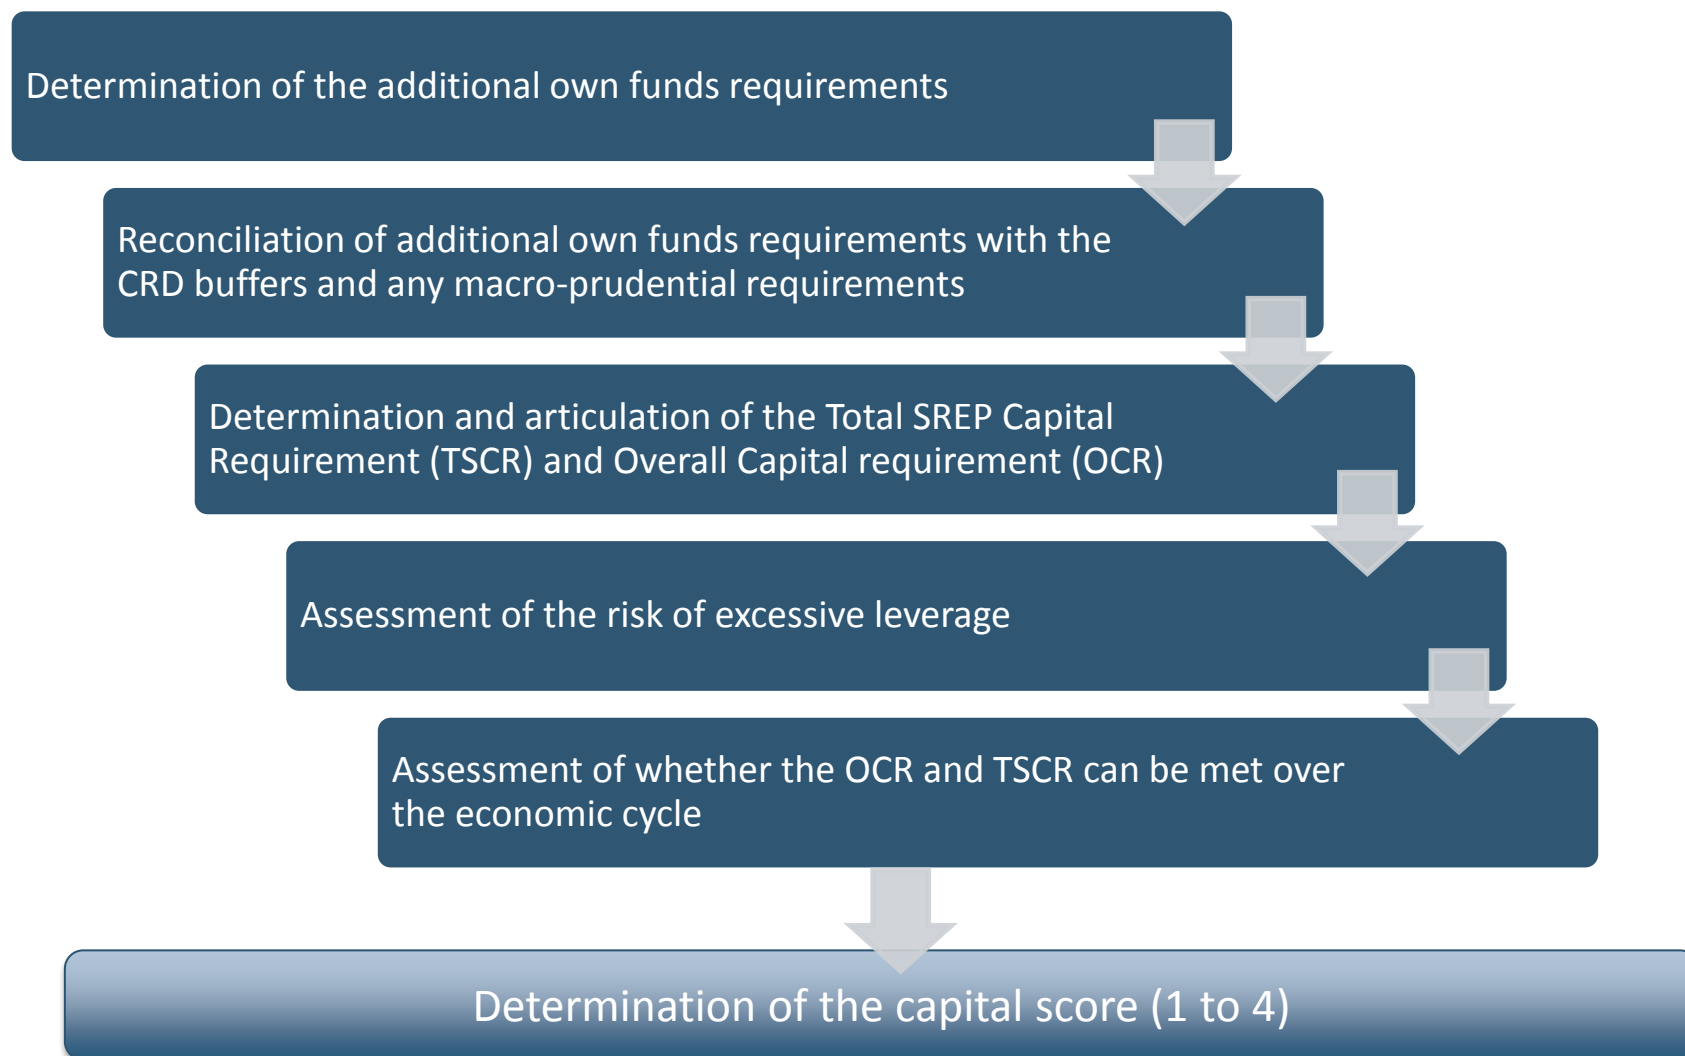 Determination of the additional own funds requirements
Reconciliation of additional own funds requirements with the
CRD buffers and any macro-prudential requirements
Determination and articulation of the Total SREP Capital
Requirement (TSCR) and Overall Capital requirement (OCR)
Assessment of the risk of excessive leverage
Assessment of whether the OCR and TSCR can be met over
the economic cycle
Determination of the capital score (1 to 4)